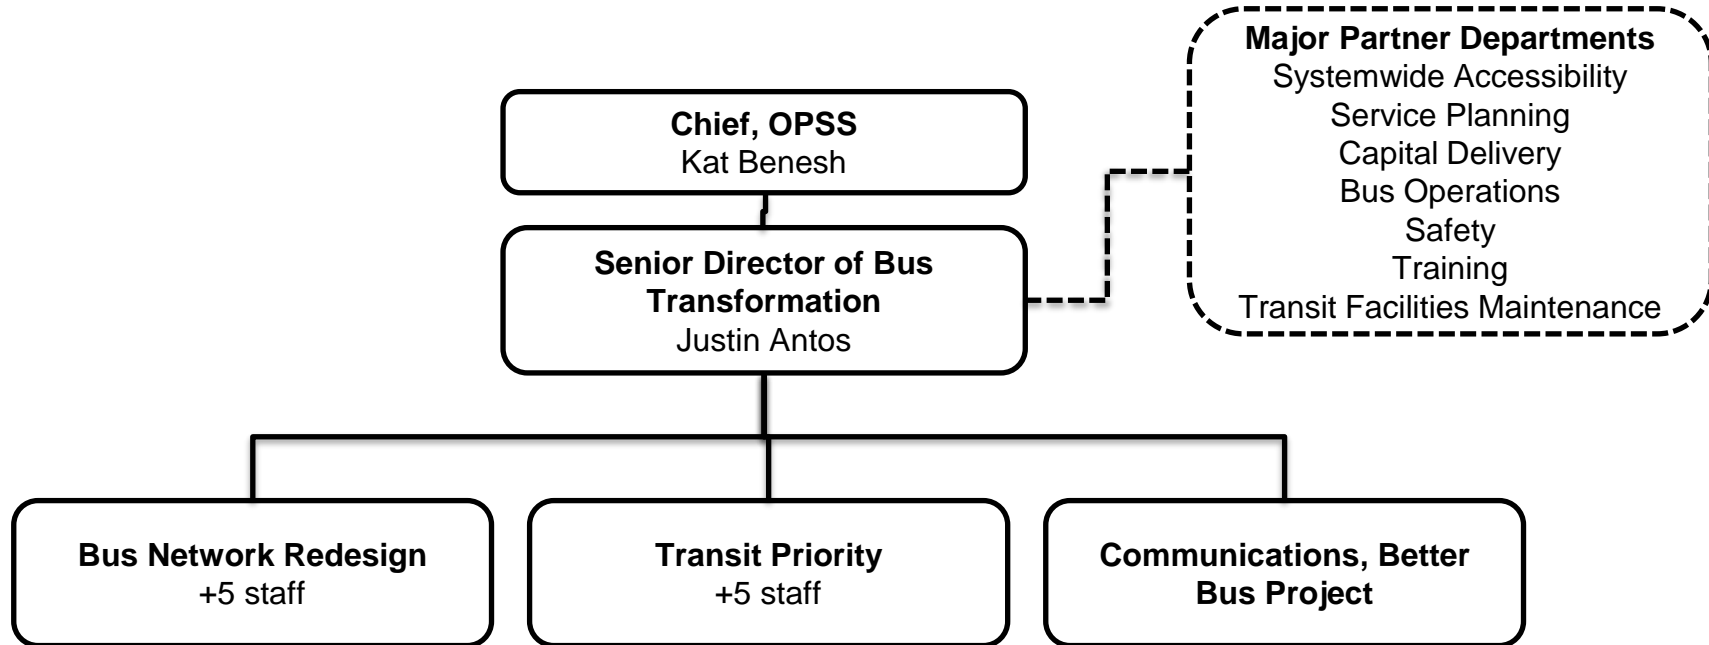 Major Partner Departments
Systemwide Accessibility
Service Planning
Capital Delivery
Bus Operations
Safety
Training
Transit Facilities Maintenance
Chief, OPSS
Kat Benesh
Senior Director of Bus
Transformation
Justin Antos
Bus Network Redesign
+5 staff
Transit Priority
+5 staff
Communications, Better
Bus Project